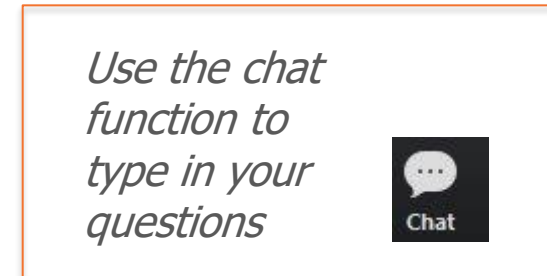 Use the chat
function to
type in your
questions
Chat